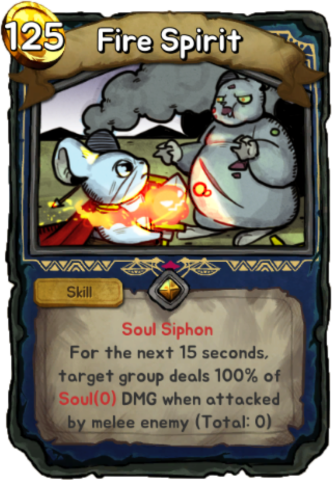 125
Fire Spirit
Skill
Soul Siphon
For the next 15 seconds,
target group deals 100% of
Soul(0) DMG when attacked
by melee enemy (Total: 0)